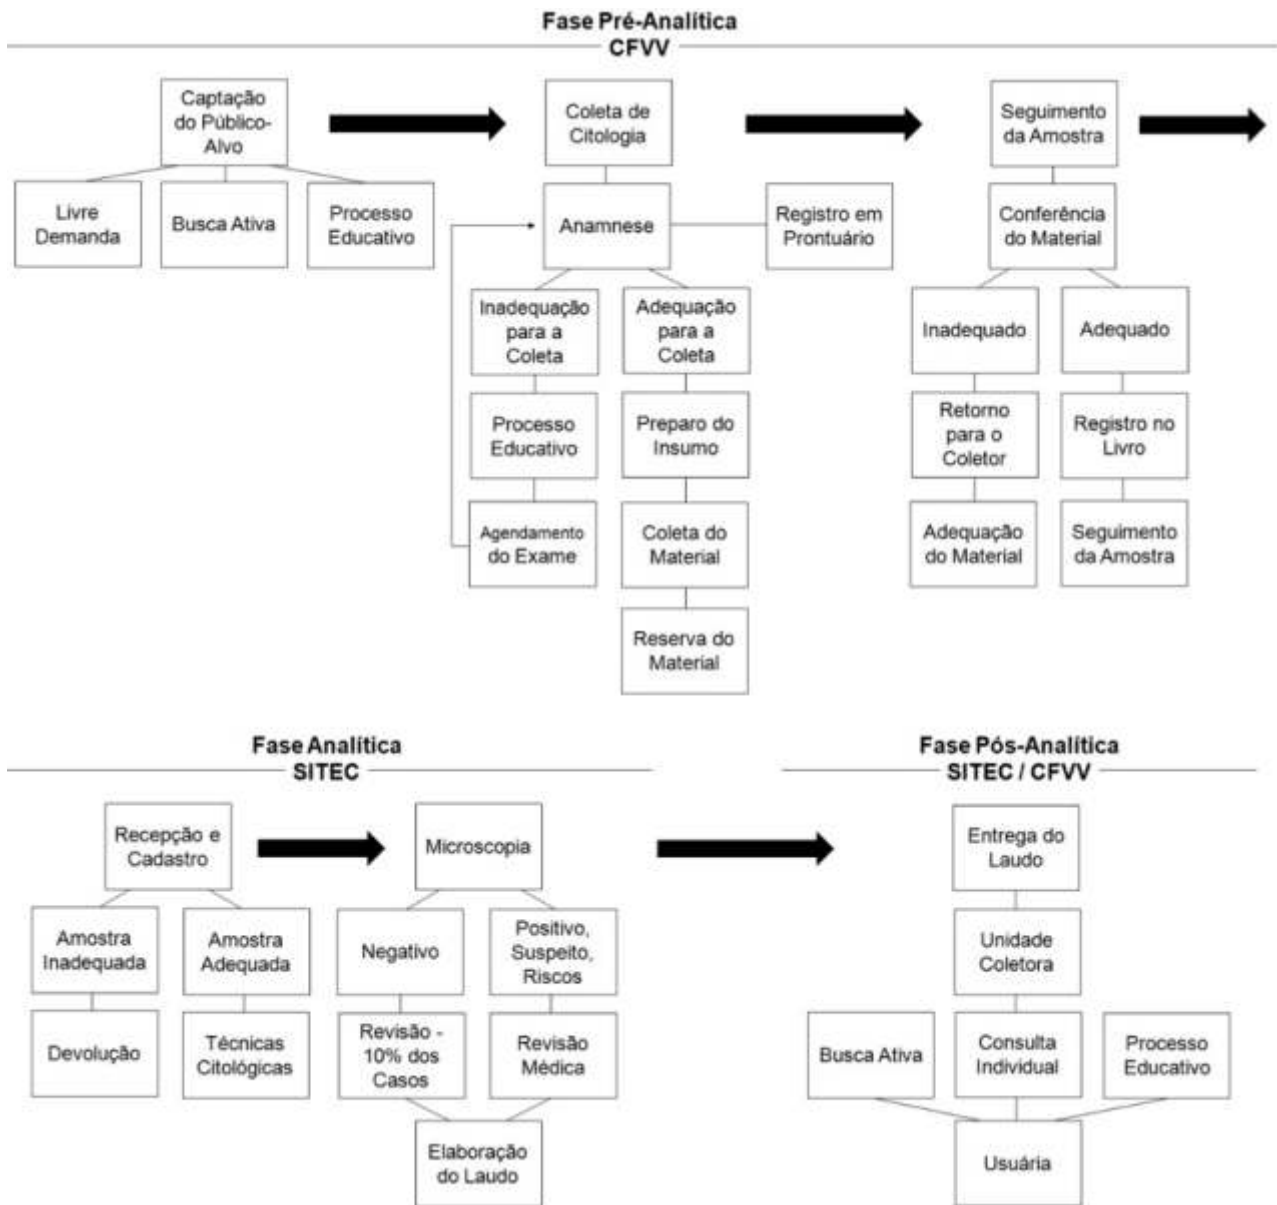 Fase Pré-Analítica
CFVV
Captação
do Público-
Alvo
Livre
Demanda
Busca Ativa
Processo
Educativo
Coleta de
Citologia
Anamnese
Registro em
Prontuário
Inadequação
para a
Coleta
Adequação
para a
Coleta
Processo
Educativo
Preparo do
Insumo
Agendamento
do Exame
Coleta do
Material
Reserva do
Material
Seguimento
da Amostra
Conferência
do Material
Inadequado
Adequado
Retorno
para o
Coletor
Registro no
Livro
Adequação
do Material
Seguimento
da Amostra
Fase Analítica
SITEC
Recepção e
Cadastro
Amostra
Inadequada
Amostra
Adequada
Devolução
Técnicas
Citológicas
Microscopia
Negativo
Positivo,
Suspeito,
Riscos
Revisão -
10% dos
Casos
Revisão
Médica
Elaboração
do Laudo
Fase Pós-Analítica
SITEC / CFVV
Entrega do
Laudo
Unidade
Coletora
Busca Ativa
Consulta
Individual
Processo
Educativo
Usuária